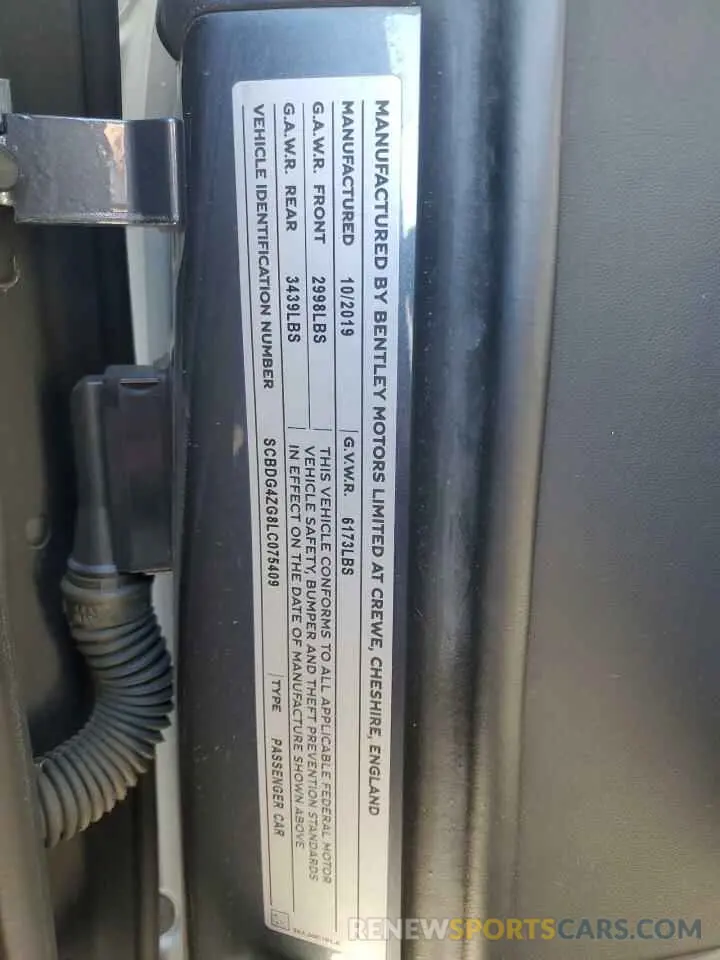 MANUFACTURED BY BENTLEY MOTORS LIMITED AT CREWE, CHESHIRE, ENGLAND
MANUFACTURED 10/2019 G.V.W.R. 6173LBS
G.A.W.R. FRONT 2998LBS THIS VEHICLE CONFORMS TO ALL APPLICABLE FEDERAL MOTOR
VEHICLE SAFETY, BUMPER AND THEFT PREVENTION STANDARDS
G.A.W.R. REAR 3439LBS IN EFFECT ON THE DATE OF MANUFACTURE SHOWN ABOVE
VEHICLE IDENTIFICATION NUMBER SCBDG4ZG8LC075409 TYPE PASSENGER CAR
RENEWSPORTSCARS.COM